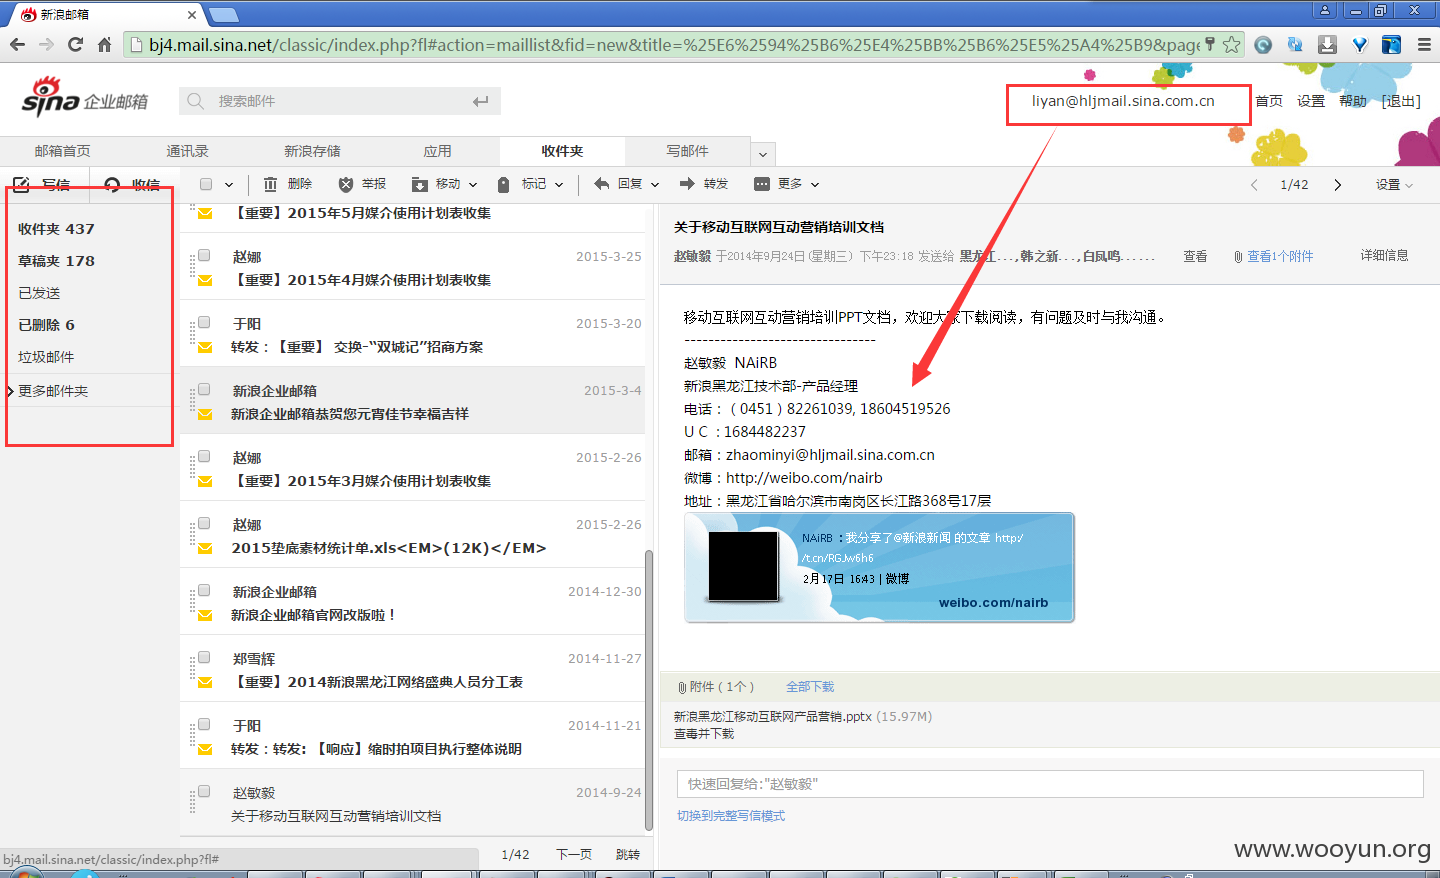 新浪邮箱
bj4.mail.sina.net/classic/index.php?fl#action=maillist&fid=new&title=%25E6%2594%25B6%25E4%25BB%25B6%25E5%25A4%25B9&page
sina 企业邮箱
搜索邮件
liyan@hljmail.sina.com.cn
首页 设置 帮助 [退出]
邮箱首页 通讯录 新浪存储 应用 收件夹 写邮件
写信 收信
删除 举报 移动 标记 回复 转发 更多
1/42 设置
收件夹 437
草稿夹 178
已发送
已删除 6
垃圾邮件
更多邮件夹
【重要】2015年5月媒介使用计划表收集
赵娜 2015-3-25
【重要】2015年4月媒介使用计划表收集
于阳 2015-3-20
转发：【重要】 交换-“双城记”招商方案
新浪企业邮箱 2015-3-4
新浪企业邮箱恭贺您元宵佳节幸福吉祥
赵娜 2015-2-26
【重要】2015年3月媒介使用计划表收集
赵娜 2015-2-26
2015垫底素材统计单.xls<EM>(12K)</EM>
新浪企业邮箱 2014-12-30
新浪企业邮箱官网改版啦！
郑雪辉 2014-11-27
【重要】2014新浪黑龙江网络盛典人员分工表
于阳 2014-11-21
转发：转发: 【响应】缩时拍项目执行整体说明
赵敏毅 2014-9-24
关于移动互联网互动营销培训文档
1/42 下一页 跳转
关于移动互联网互动营销培训文档
赵敏毅 于2014年9月24日(星期三) 下午23:18 发送给 黑龙江...,韩之新...,白凤鸣...... 查看 查看1个附件 详细信息
移动互联网互动营销培训PPT文档，欢迎大家下载阅读，有问题及时与我沟通。
--------------------------------
赵敏毅 NAiRB
新浪黑龙江技术部-产品经理
电话：（0451）82261039, 18604519526
U C ：1684482237
邮箱：zhaominyi@hljmail.sina.com.cn
微博：http://weibo.com/nairb
地址：黑龙江省哈尔滨市南岗区长江路368号17层
NAiRB ：我分享了@新浪新闻 的文章 http:/
/t.cn/RGJw6h6
2月17日 16:43 | 微博
weibo.com/nairb
附件（1个） 全部下载
新浪黑龙江移动互联网产品营销.pptx (15.97M)
查毒并下载
快速回复给:"赵敏毅"
切换到完整写信模式
bj4.mail.sina.net/classic/index.php?fl#
www.wooyun.org